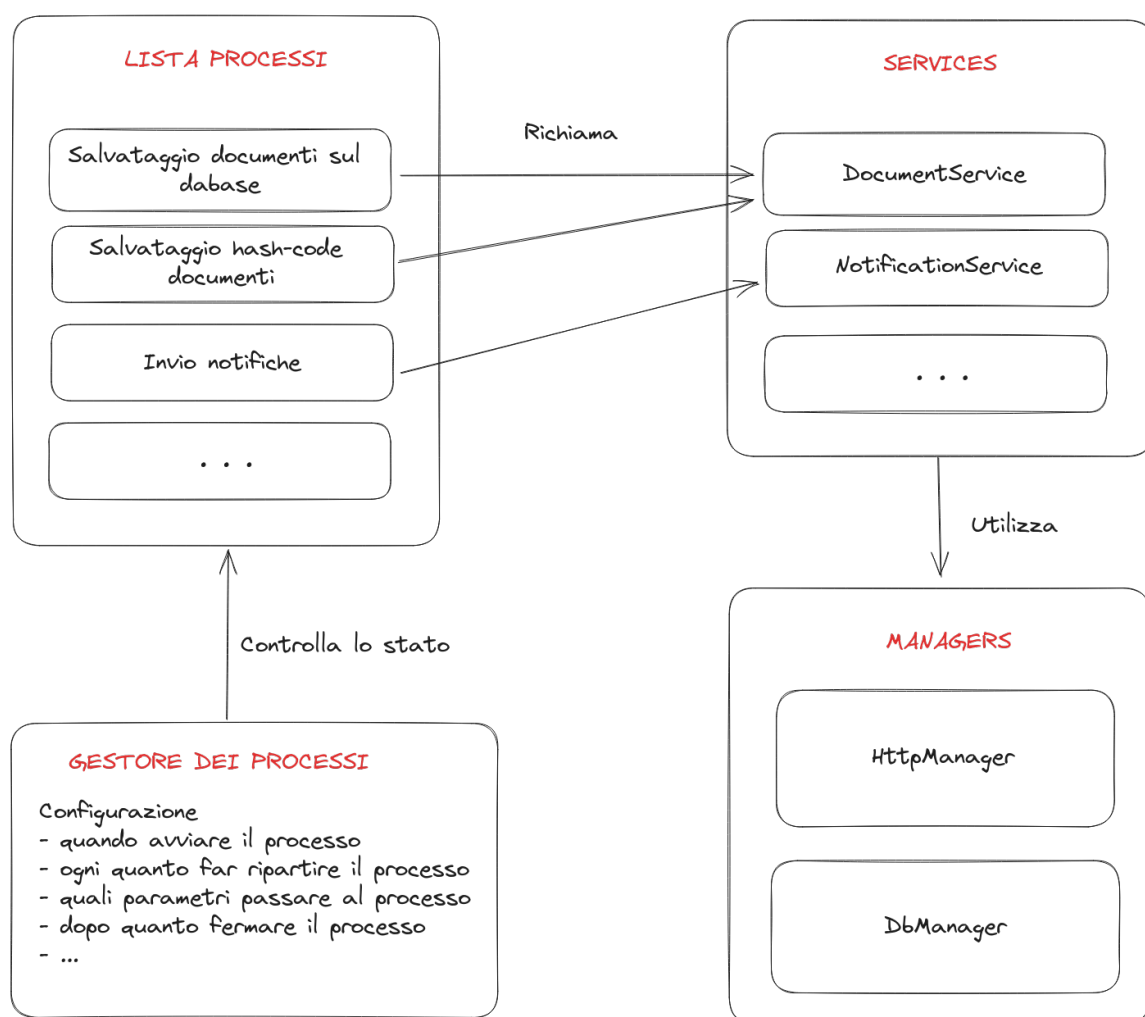 LISTA PROCESSI
Salvataggio documenti sul
dabase
Salvataggio hash-code
documenti
Invio notifiche
. . .
Richiama
SERVICES
DocumentService
NotificationService
. . .
Utilizza
Controlla lo stato
GESTORE DEI PROCESSI
Configurazione
- quando avviare il processo
- ogni quanto far ripartire il processo
- quali parametri passare al processo
- dopo quanto fermare il processo
- ...
MANAGERS
HttpManager
DbManager